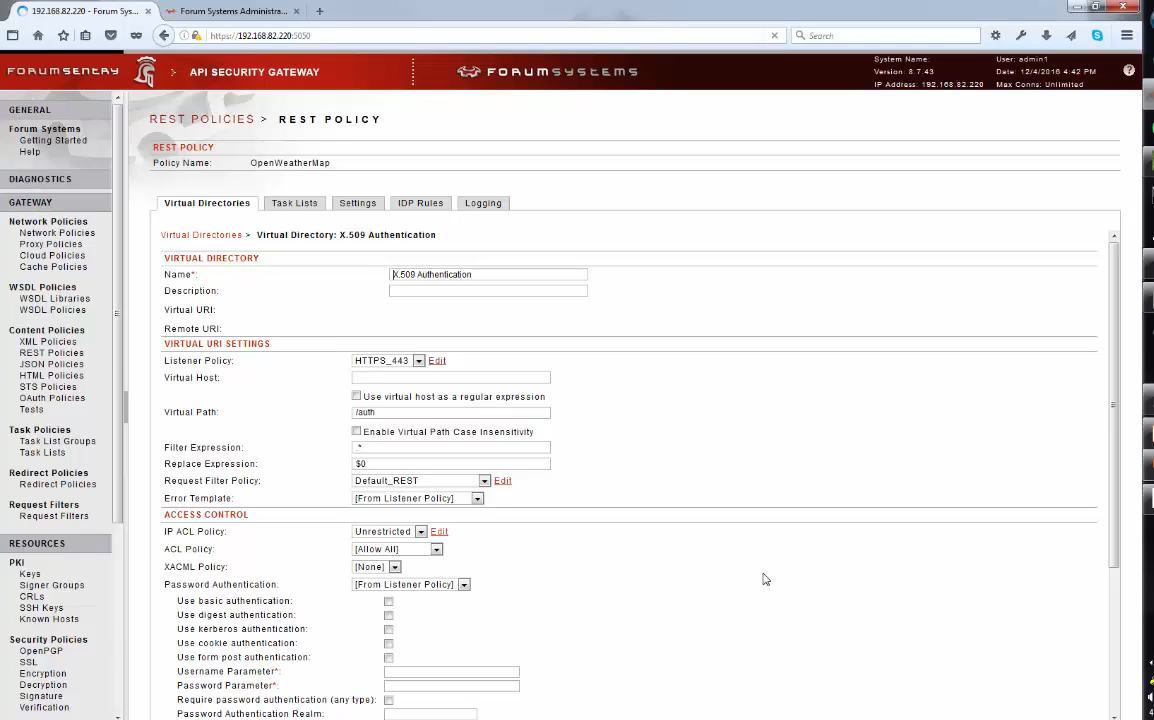 192.168.82.220 - Forum Sys... × Forum Systems Administra... × +
https://192.168.82.220:5050 × Search
FORUMSENTRY > API SECURITY GATEWAY FORUMSYSTEMS
System Name: User: admin1
Version: 8.7.43 Date: 12/4/2016 4:42 PM
IP Address: 192.168.82.220 Max Conns: Unlimited
GENERAL
Forum Systems
Getting Started
Help
DIAGNOSTICS
GATEWAY
Network Policies
Network Policies
Proxy Policies
Cloud Policies
Cache Policies
WSDL Policies
WSDL Libraries
WSDL Policies
Content Policies
XML Policies
REST Policies
JSON Policies
HTML Policies
STS Policies
OAuth Policies
Tests
Task Policies
Task List Groups
Task Lists
Redirect Policies
Redirect Policies
Request Filters
Request Filters
RESOURCES
PKI
Keys
Signer Groups
CRLs
SSH Keys
Known Hosts
Security Policies
OpenPGP
SSL
Encryption
Decryption
Signature
Verification
REST POLICIES > REST POLICY
REST POLICY
Policy Name: OpenWeatherMap
Virtual Directories Task Lists Settings IDP Rules Logging
Virtual Directories > Virtual Directory: X.509 Authentication
VIRTUAL DIRECTORY
Name*: X.509 Authentication
Description:
Virtual URI:
Remote URI:
VIRTUAL URI SETTINGS
Listener Policy: HTTPS_443 Edit
Virtual Host:
Use virtual host as a regular expression
Virtual Path: /auth
Enable Virtual Path Case Insensitivity
Filter Expression: .*
Replace Expression: $0
Request Filter Policy: Default_REST Edit
Error Template: [From Listener Policy]
ACCESS CONTROL
IP ACL Policy: Unrestricted Edit
ACL Policy: [Allow All]
XACML Policy: [None]
Password Authentication: [From Listener Policy]
Use basic authentication:
Use digest authentication:
Use kerberos authentication:
Use cookie authentication:
Use form post authentication:
Username Parameter*:
Password Parameter*:
Require password authentication (any type):
Password Authentication Realm: